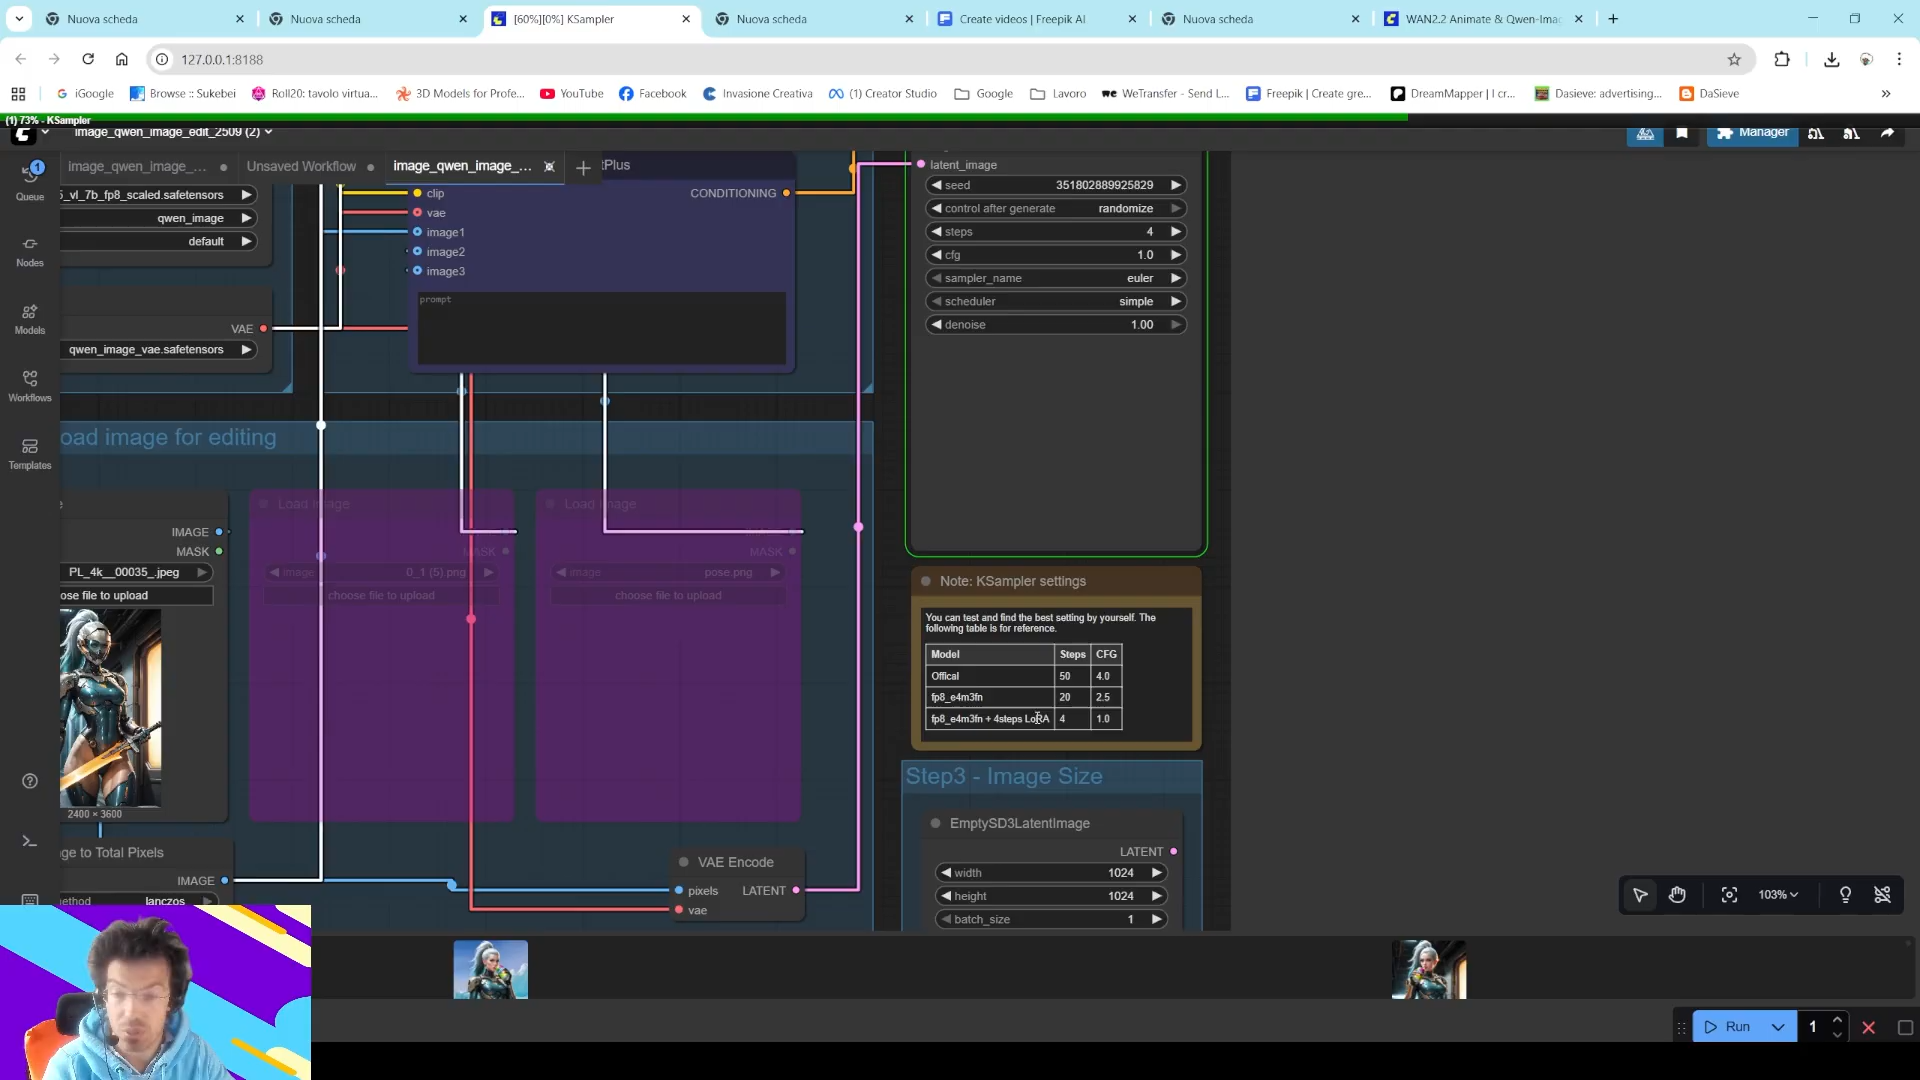 Nuova scheda
Nuova scheda
[60%][0%] KSampler
Nuova scheda
Create videos | Freepik AI
Nuova scheda
WAN2.2 Animate & Qwen-Imag
127.0.0.1:8188
iGoogle
Browse :: Sukebei
Roll20: tavolo virtua...
3D Models for Profe...
YouTube
Facebook
Invasione Creativa
(1) Creator Studio
Google
Lavoro
WeTransfer - Send L...
Freepik | Create gre...
DreamMapper | I cr...
Dasieve: advertising...
DaSieve
(1) 73% - KSampler
image_qwen_image_edit_2509 (2)
Manager
image_qwen_image_...
Unsaved Workflow
image_qwen_image_...
tPlus
latent_image
1
Queue
5_vl_7b_fp8_scaled.safetensors
qwen_image
default
Nodes
Models
Workflows
Templates
clip
CONDITIONING
vae
image1
image2
image3
prompt
VAE
qwen_image_vae.safetensors
seed 351802889925829
control after generate randomize
steps 4
cfg 1.0
sampler_name euler
scheduler simple
denoise 1.00
oad image for editing
Load image
Load image
IMAGE
MASK
MASK
MASK
PL_4k__00035_.jpeg
image 0_1 (5).png
image pose.png
ose file to upload
choose file to upload
choose file to upload
2400 × 3600
Note: KSampler settings
You can test and find the best setting by yourself. The
following table is for reference.
Model Steps CFG
Offical 50 4.0
fp8_e4m3fn 20 2.5
fp8_e4m3fn + 4steps LoRA 4 1.0
Step3 - Image Size
EmptySD3LatentImage
LATENT
width 1024
height 1024
batch_size 1
ge to Total Pixels
IMAGE
ethod lanczos
VAE Encode
pixels LATENT
vae
103%
Run
1